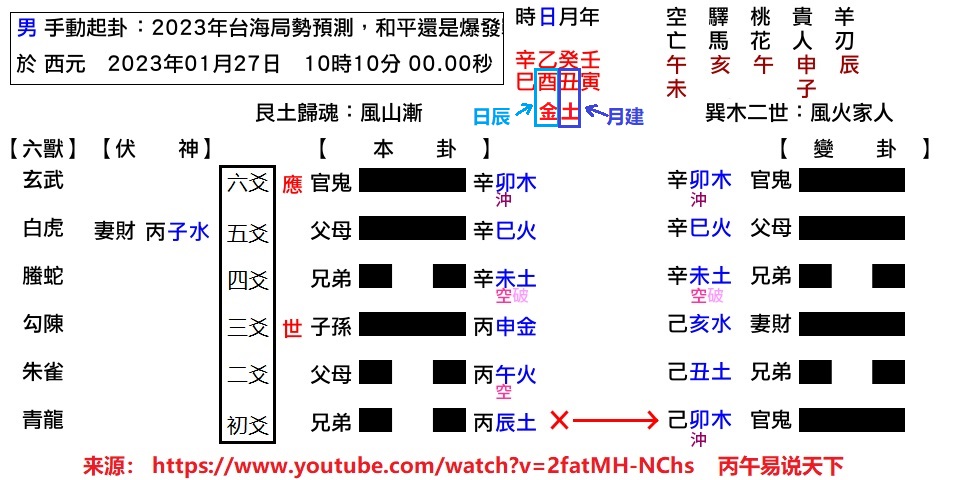 男 手動起卦：2023年台海局勢預測，和平還是爆發
於 西元 2023年01月27日 10時10分 00.00秒
時日月年
辛乙癸壬
巳酉丑寅
金土
日辰 月建
空亡午未
驛馬亥
桃花午
貴人申子
羊刃辰
艮土歸魂：風山漸 巽木二世：風火家人
【六獸】【伏 神】 【 本 卦 】 【 變 卦 】
玄武 六爻 應 官鬼 辛卯木 辛卯木 官鬼
沖 沖
白虎 妻財 丙子水 五爻 父母 辛巳火 辛巳火 父母
螣蛇 四爻 兄弟 辛未土 辛未土 兄弟
空破 空破
勾陳 三爻 世 子孫 丙申金 己亥水 妻財
朱雀 二爻 父母 丙午火 己丑土 兄弟
空
青龍 初爻 兄弟 丙辰土 × 己卯木 官鬼
沖
来源： https://www.youtube.com/watch?v=2fatMH-NChs 丙午易说天下